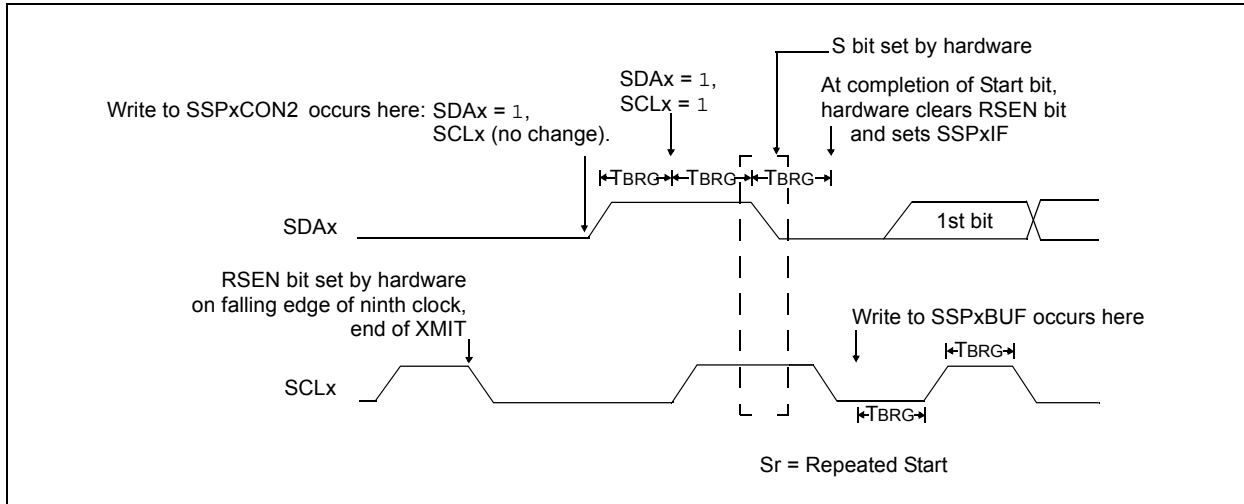 S bit set by hardware
SDAx = 1,
SCLx = 1
At completion of Start bit,
hardware clears RSEN bit
and sets SSPxIF
Write to SSPxCON2 occurs here: SDAx = 1,
SCLx (no change).
TBRG
TBRG
TBRG
SDAx
1st bit
RSEN bit set by hardware
on falling edge of ninth clock,
end of XMIT
Write to SSPxBUF occurs here
TBRG
SCLx
TBRG
Sr = Repeated Start